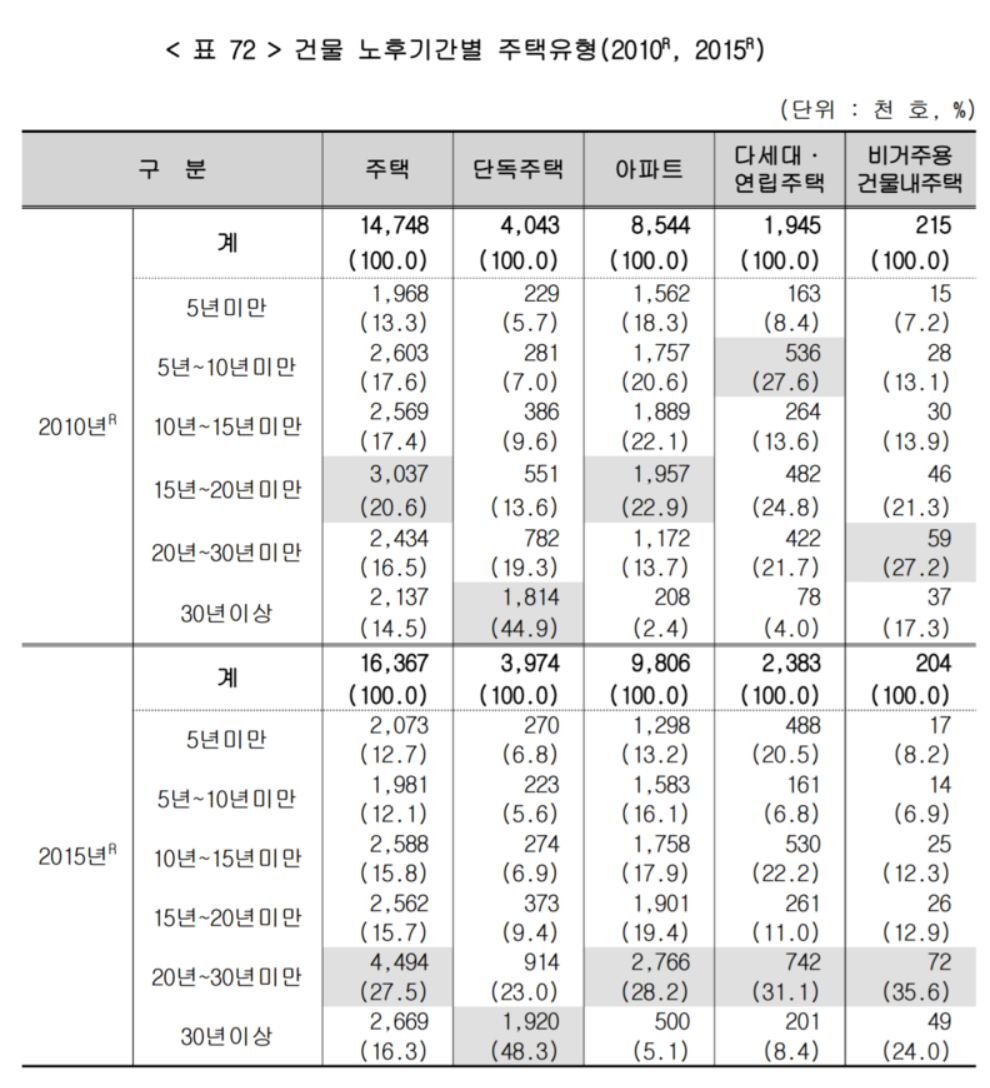 < 표 72 > 건물 노후기간별 주택유형(2010ᴿ, 2015ᴿ)
(단위 : 천 호, %)
구 분 주택 단독주택 아파트 다세대· 연립주택 비거주용 건물내주택
계 14,748 4,043 8,544 1,945 215
(100.0) (100.0) (100.0) (100.0) (100.0)
5년미만 1,968 229 1,562 163 15
(13.3) (5.7) (18.3) (8.4) (7.2)
5년~10년미만 2,603 281 1,757 536 28
(17.6) (7.0) (20.6) (27.6) (13.1)
2010년ᴿ 10년~15년미만 2,569 386 1,889 264 30
(17.4) (9.6) (22.1) (13.6) (13.9)
15년~20년미만 3,037 551 1,957 482 46
(20.6) (13.6) (22.9) (24.8) (21.3)
20년~30년미만 2,434 782 1,172 422 59
(16.5) (19.3) (13.7) (21.7) (27.2)
30년이상 2,137 1,814 208 78 37
(14.5) (44.9) (2.4) (4.0) (17.3)
계 16,367 3,974 9,806 2,383 204
(100.0) (100.0) (100.0) (100.0) (100.0)
5년미만 2,073 270 1,298 488 17
(12.7) (6.8) (13.2) (20.5) (8.2)
5년~10년미만 1,981 223 1,583 161 14
(12.1) (5.6) (16.1) (6.8) (6.9)
2015년ᴿ 10년~15년미만 2,588 274 1,758 530 25
(15.8) (6.9) (17.9) (22.2) (12.3)
15년~20년미만 2,562 373 1,901 261 26
(15.7) (9.4) (19.4) (11.0) (12.9)
20년~30년미만 4,494 914 2,766 742 72
(27.5) (23.0) (28.2) (31.1) (35.6)
30년이상 2,669 1,920 500 201 49
(16.3) (48.3) (5.1) (8.4) (24.0)